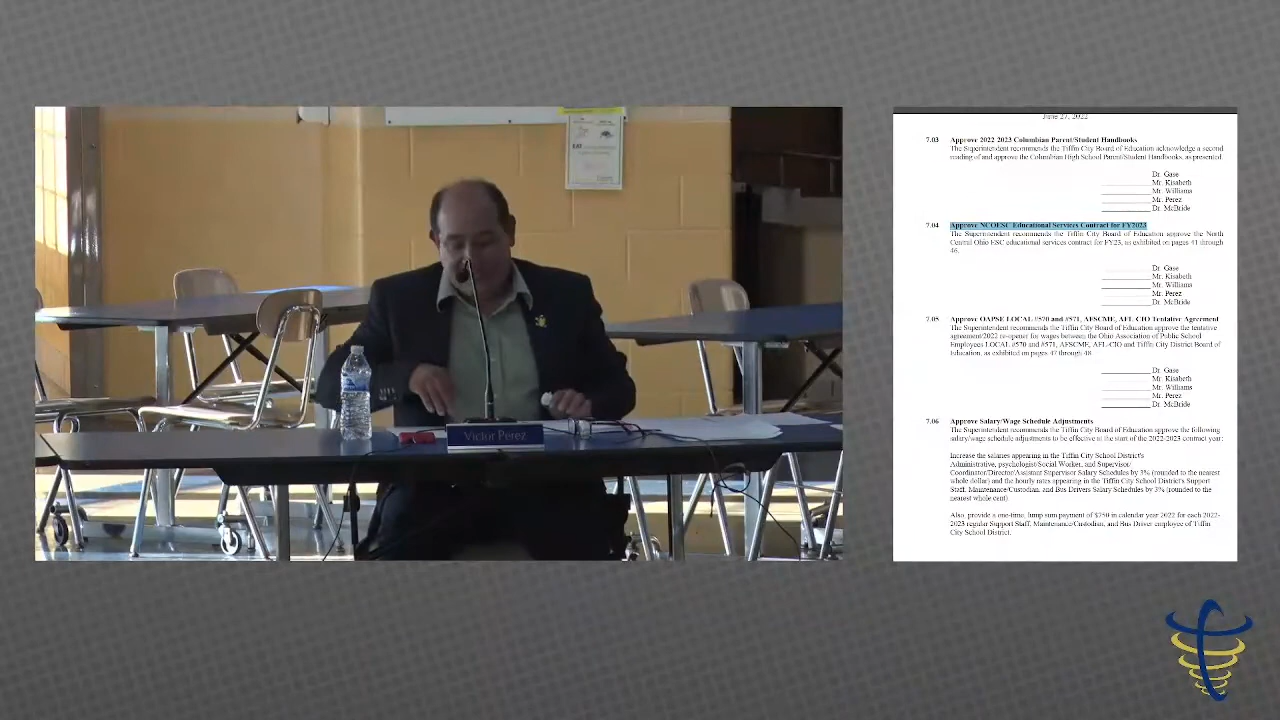 EAT
Victor Perez
June 27, 2022
7.03 Approve 2022 2023 Columbian Parent/Student Handbooks
The Superintendent recommends the Tiffin City Board of Education acknowledge a second
reading of and approve the Columbian High School Parent/Student Handbooks, as presented
Dr. Gase
Mr. Kisabeth
Mr. Williams
Mr. Perez
Dr. McBride
7.04 Approve NCOESC Educational Services Contract for FY2023
The Superintendent recommends the Tiffin City Board of Education approve the North
Central Ohio ESC educational services contract for FY23, as exhibited on pages 41 through
46.
Dr. Gase
Mr. Kisabeth
Mr. Williams
Mr. Perez
Dr. McBride
7.05 Approve OAPSE LOCAL #570 and #571, AFSCME, AFL CIO Tentative Agreement
The Superintendent recommends the Tiffin City Board of Education approve the tentative
agreement/2022 re-opener for wages between the Ohio Association of Public School
Employees LOCAL #570 and #571, AFSCME, AFL-CIO and Tiffin City District Board of
Education, as exhibited on pages 47 through 48.
Dr. Gase
Mr. Kisabeth
Mr. Williams
Mr. Perez
Dr. McBride
7.06 Approve Salary/Wage Schedule Adjustments
The Superintendent recommends the Tiffin City Board of Education approve the following
salary/wage schedule adjustments to be effective at the start of the 2022-2023 contract year:
Increase the salaries appearing in the Tiffin City School District's
Administrative, psychologist/Social Worker, and Supervisor/
Coordinator/Director/Assistant Supervisor Salary Schedules by 3% (rounded to the nearest
whole dollar) and the hourly rates appearing in the Tiffin City School District's Support
Staff, Maintenance/Custodian, and Bus Drivers Salary Schedules by 3% (rounded to the
nearest whole cent)
Also, provide a one-time, lump sum payment of $750 in calendar year 2022 for each 2022-
2023 regular Support Staff, Maintenance/Custodian, and Bus Driver employee of Tiffin
City School District.